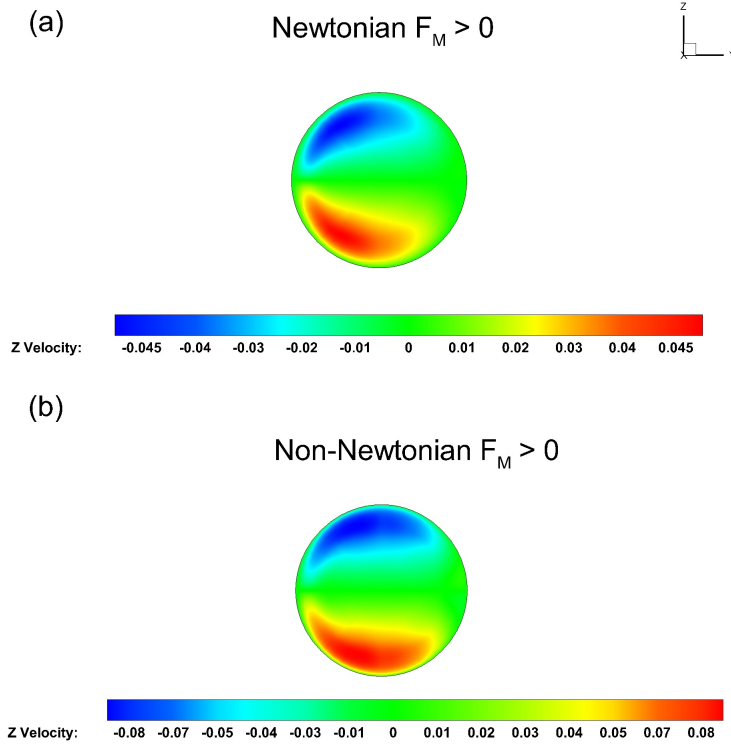 (a)
Newtonian F_M > 0
Z
X
Z Velocity: -0.045 -0.04 -0.03 -0.02 -0.01 0 0.01 0.02 0.03 0.04 0.045
(b)
Non-Newtonian F_M > 0
Z Velocity: -0.08 -0.07 -0.05 -0.04 -0.03 -0.01 0 0.01 0.03 0.04 0.05 0.07 0.08